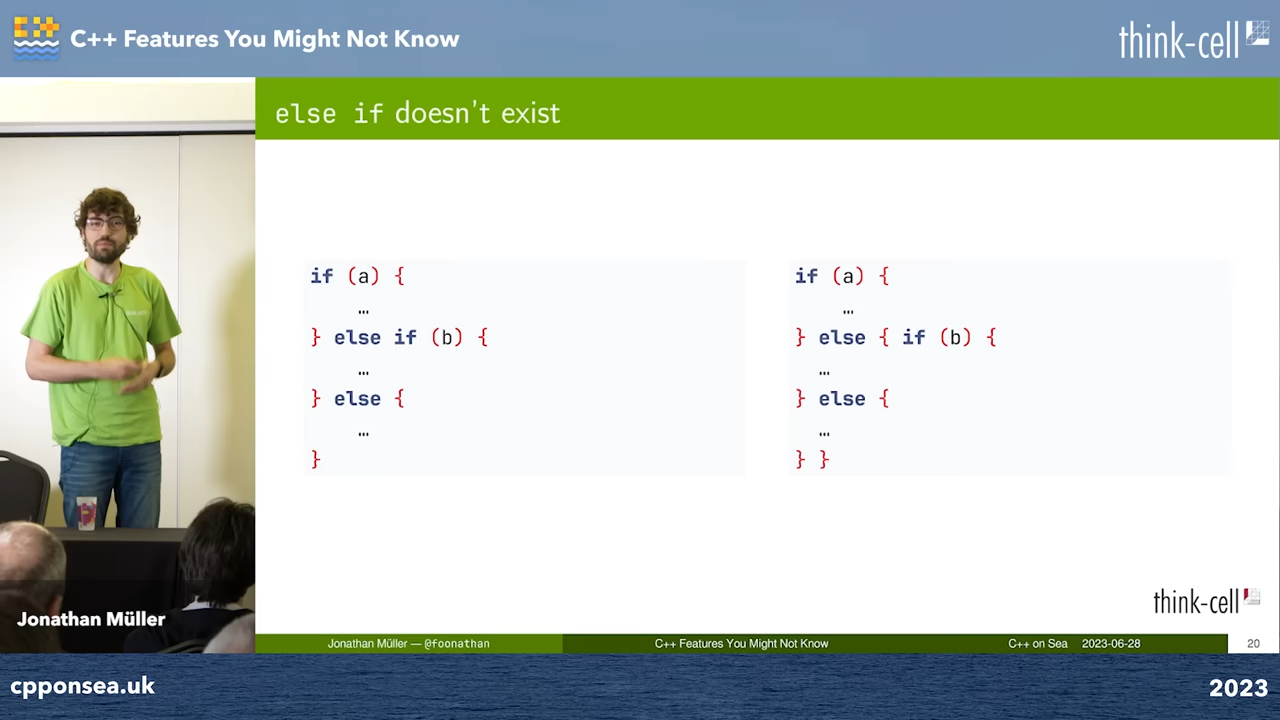 C++ Features You Might Not Know
think-cell
else if doesn't exist
if (a) {
…
} else if (b) {
…
} else {
…
}
if (a) {
…
} else { if (b) {
…
} else {
…
} }
think-cell
Jonathan Müller
Jonathan Müller — @foonathan
C++ Features You Might Not Know
C++ on Sea 2023-06-28
20
cpponsea.uk
2023